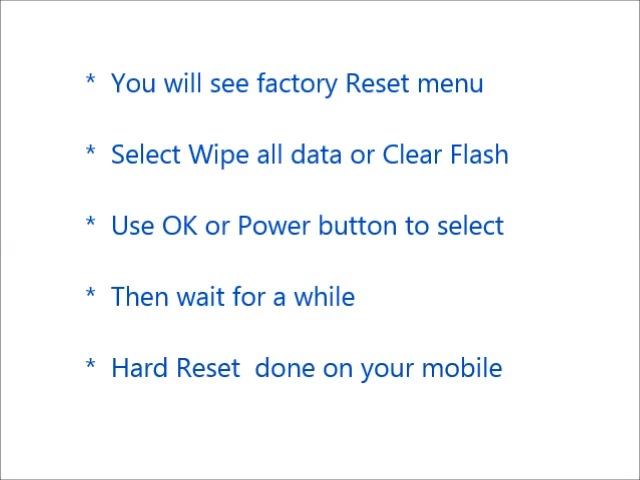 * You will see factory Reset menu
* Select Wipe all data or Clear Flash
* Use OK or Power button to select
* Then wait for a while
* Hard Reset  done on your mobile